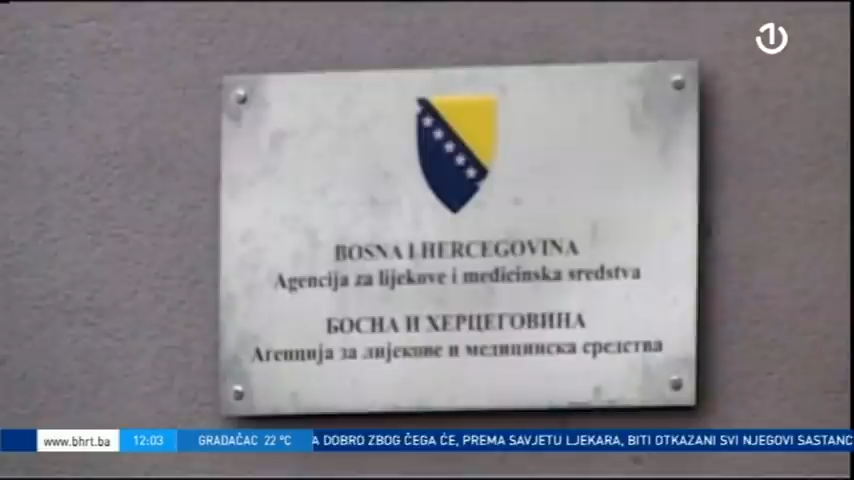 1
BOSNA I HERCEGOVINA
Agencija za lijekove i medicinska sredstva
БОСНА И ХЕРЦЕГОВИНА
Агенција за лијекове и медицинска средства
www.bhrt.ba 12:03 GRADAČAC 22 °C A DOBRO ZBOG ČEGA ĆE, PREMA SAVJETU LJEKARA, BITI OTKAZANI SVI NJEGOVI SASTANC